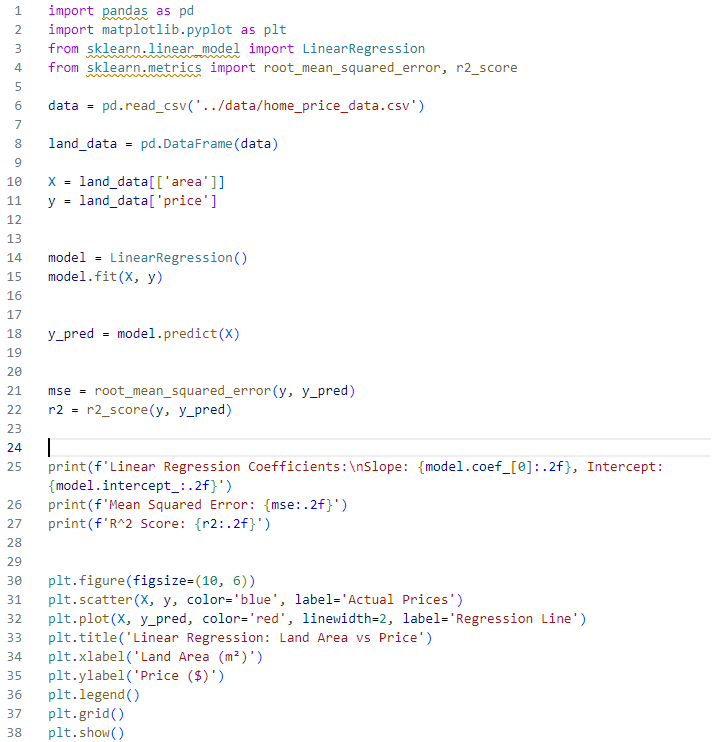 1 import pandas as pd
2 import matplotlib.pyplot as plt
3 from sklearn.linear_model import LinearRegression
4 from sklearn.metrics import root_mean_squared_error, r2_score
5
6 data = pd.read_csv('../data/home_price_data.csv')
7
8 land_data = pd.DataFrame(data)
9
10 X = land_data[['area']]
11 y = land_data['price']
12
13
14 model = LinearRegression()
15 model.fit(X, y)
16
17
18 y_pred = model.predict(X)
19
20
21 mse = root_mean_squared_error(y, y_pred)
22 r2 = r2_score(y, y_pred)
23
24
25 print(f'Linear Regression Coefficients:\nSlope: {model.coef_[0]:.2f}, Intercept:
{model.intercept_:.2f}')
26 print(f'Mean Squared Error: {mse:.2f}')
27 print(f'R^2 Score: {r2:.2f}')
28
29
30 plt.figure(figsize=(10, 6))
31 plt.scatter(X, y, color='blue', label='Actual Prices')
32 plt.plot(X, y_pred, color='red', linewidth=2, label='Regression Line')
33 plt.title('Linear Regression: Land Area vs Price')
34 plt.xlabel('Land Area (m²)')
35 plt.ylabel('Price ($)')
36 plt.legend()
37 plt.grid()
38 plt.show()